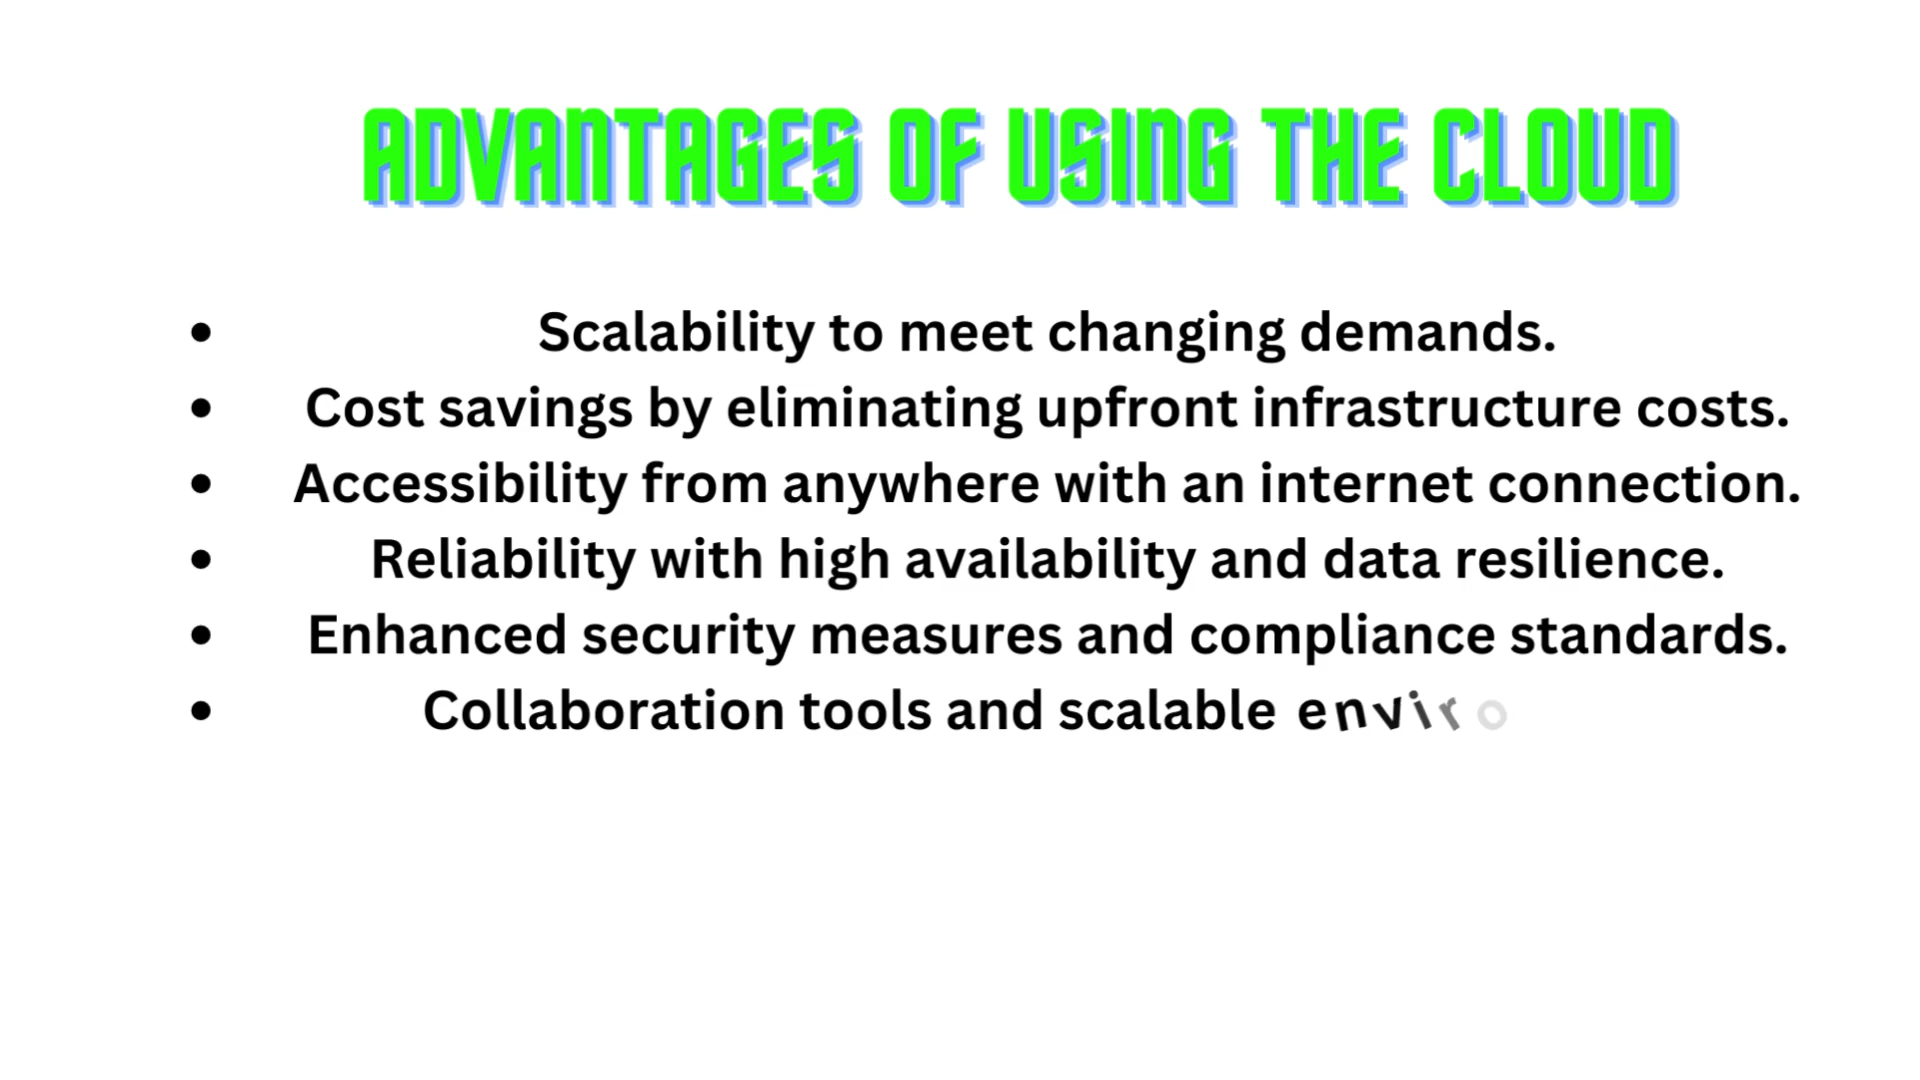 ADVANTAGES OF USING THE CLOUD
• Scalability to meet changing demands.
• Cost savings by eliminating upfront infrastructure costs.
• Accessibility from anywhere with an internet connection.
• Reliability with high availability and data resilience.
• Enhanced security measures and compliance standards.
• Collaboration tools and scalable enviro